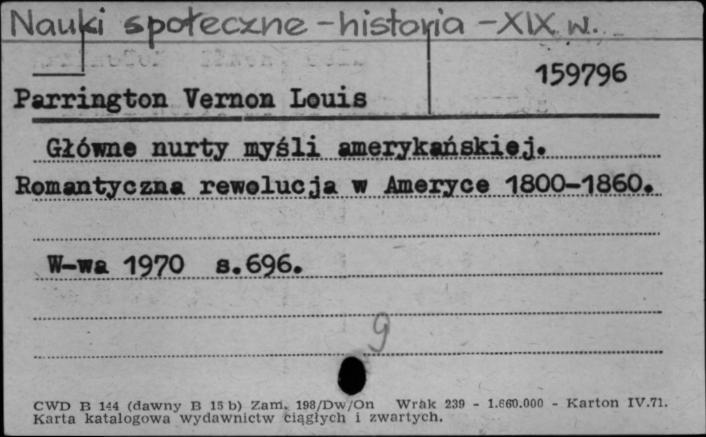 Nauki społeczne - historia - XIX w.
159796
Parrington Vernon Louis
Główne nurty myśli amerykańskiej.
Romantyczna rewolucja w Ameryce 1800-1860.
W-wa 1970 s.696.
g
CWD B 144 (dawny B 15 b) Zam. 198/Dw/On Wrak 239 - 1.660.000 - Karton IV.71.
Karta katalogowa wydawnictw ciągłych i zwartych.